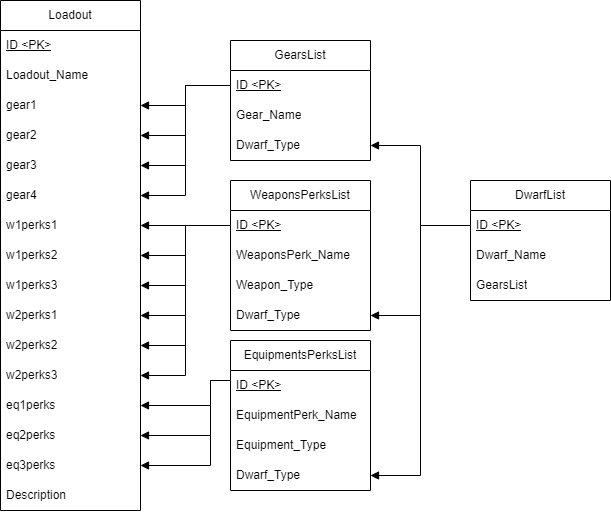 Loadout
ID <PK>
Loadout_Name
gear1
gear2
gear3
gear4
w1perks1
w1perks2
w1perks3
w2perks1
w2perks2
w2perks3
eq1perks
eq2perks
eq3perks
Description
GearsList
ID <PK>
Gear_Name
Dwarf_Type
WeaponsPerksList
ID <PK>
WeaponsPerk_Name
Weapon_Type
Dwarf_Type
EquipmentsPerksList
ID <PK>
EquipmentPerk_Name
Equipment_Type
Dwarf_Type
DwarfList
ID <PK>
Dwarf_Name
GearsList